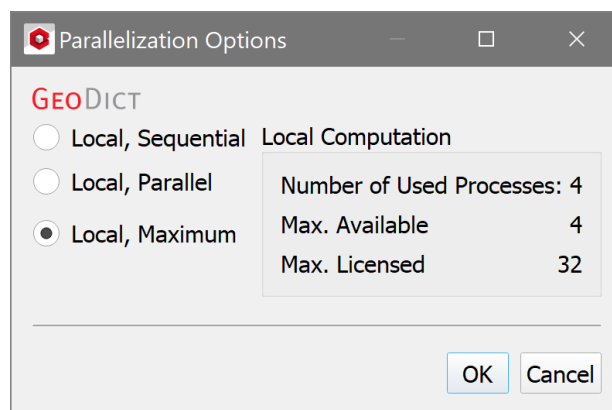 Parallelization Options
GEODICT
Local, Sequential
Local, Parallel
Local, Maximum
Local Computation
Number of Used Processes: 4
Max. Available 4
Max. Licensed 32
OK Cancel